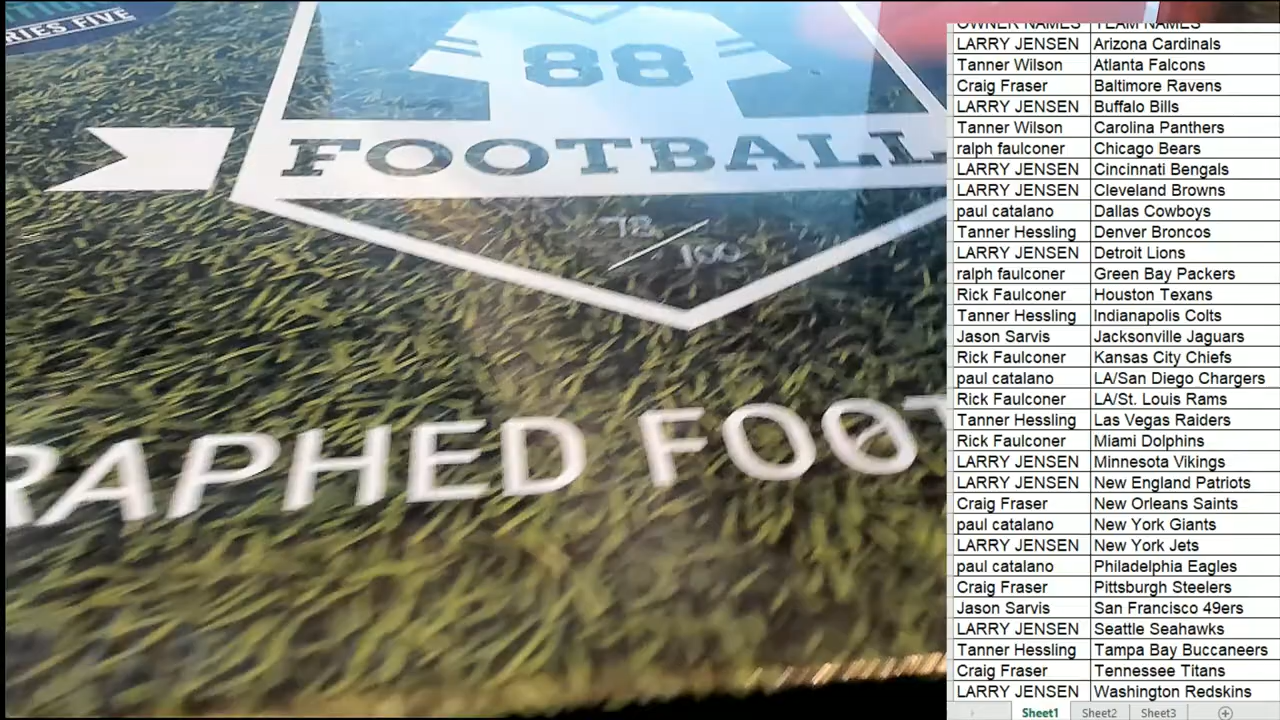 RIES FIVE
88
FOOTBALL
78/100
RAPHED FOOT
OWNER NAMES TEAM NAMES
LARRY JENSEN Arizona Cardinals
Tanner Wilson Atlanta Falcons
Craig Fraser Baltimore Ravens
LARRY JENSEN Buffalo Bills
Tanner Wilson Carolina Panthers
ralph faulconer Chicago Bears
LARRY JENSEN Cincinnati Bengals
LARRY JENSEN Cleveland Browns
paul catalano Dallas Cowboys
Tanner Hessling Denver Broncos
LARRY JENSEN Detroit Lions
ralph faulconer Green Bay Packers
Rick Faulconer Houston Texans
Tanner Hessling Indianapolis Colts
Jason Sarvis Jacksonville Jaguars
Rick Faulconer Kansas City Chiefs
paul catalano LA/San Diego Chargers
Rick Faulconer LA/St. Louis Rams
Tanner Hessling Las Vegas Raiders
Rick Faulconer Miami Dolphins
LARRY JENSEN Minnesota Vikings
LARRY JENSEN New England Patriots
Craig Fraser New Orleans Saints
paul catalano New York Giants
LARRY JENSEN New York Jets
paul catalano Philadelphia Eagles
Craig Fraser Pittsburgh Steelers
Jason Sarvis San Francisco 49ers
LARRY JENSEN Seattle Seahawks
Tanner Hessling Tampa Bay Buccaneers
Craig Fraser Tennessee Titans
LARRY JENSEN Washington Redskins
Sheet1 Sheet2 Sheet3